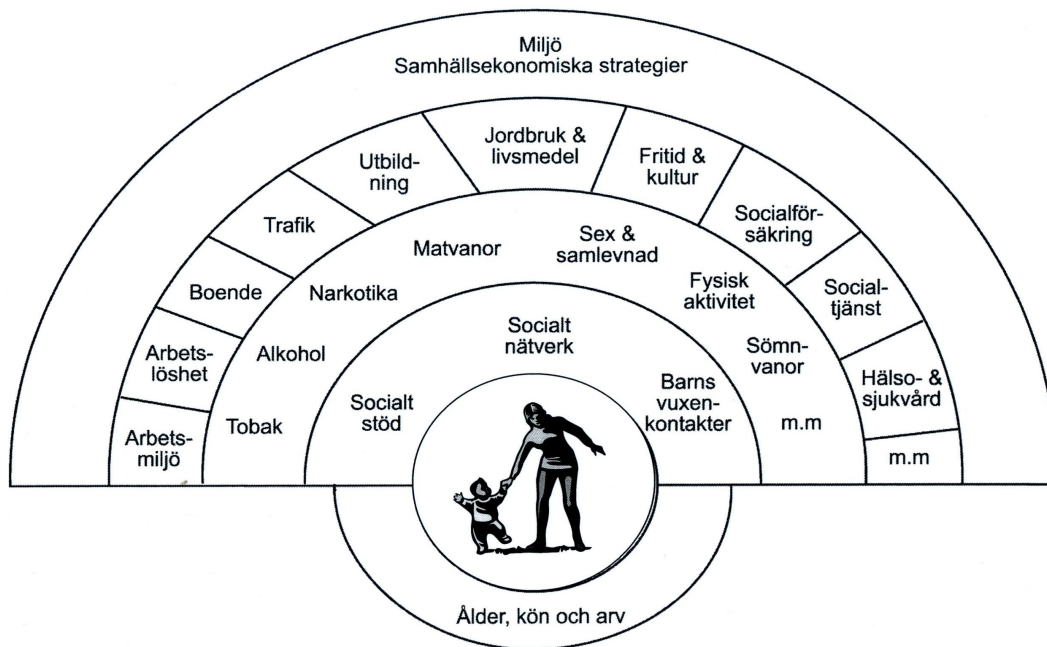 Miljö
Samhällsekonomiska strategier
Arbets-
miljö
Arbets-
löshet
Boende
Trafik
Utbild-
ning
Jordbruk &
livsmedel
Fritid &
kultur
Socialför-
säkring
Social-
tjänst
Hälso- &
sjukvård
m.m
Tobak
Alkohol
Narkotika
Matvanor
Sex &
samlevnad
Fysisk
aktivitet
Sömn-
vanor
m.m
Socialt
stöd
Socialt
nätverk
Barns
vuxen-
kontakter
Ålder, kön och arv